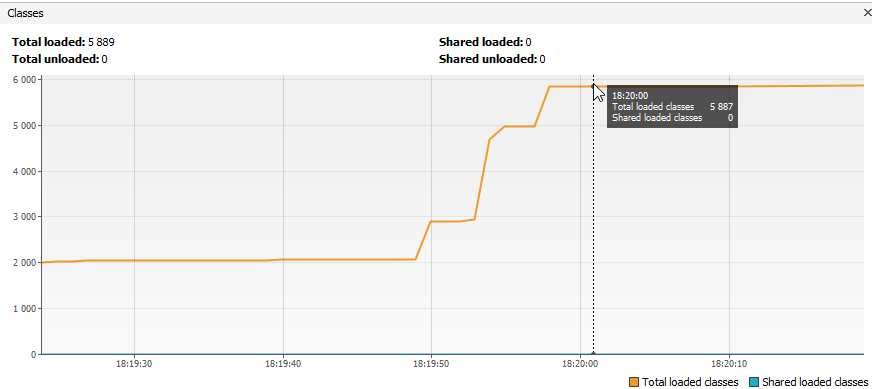 Classes
Total loaded: 5 889
Shared loaded: 0
Total unloaded: 0
Shared unloaded: 0
6 000
5 000
4 000
3 000
2 000
1 000
0
18:20:00
Total loaded classes 5 887
Shared loaded classes 0
18:19:30
18:19:40
18:19:50
18:20:00
18:20:10
Total loaded classes
Shared loaded classes